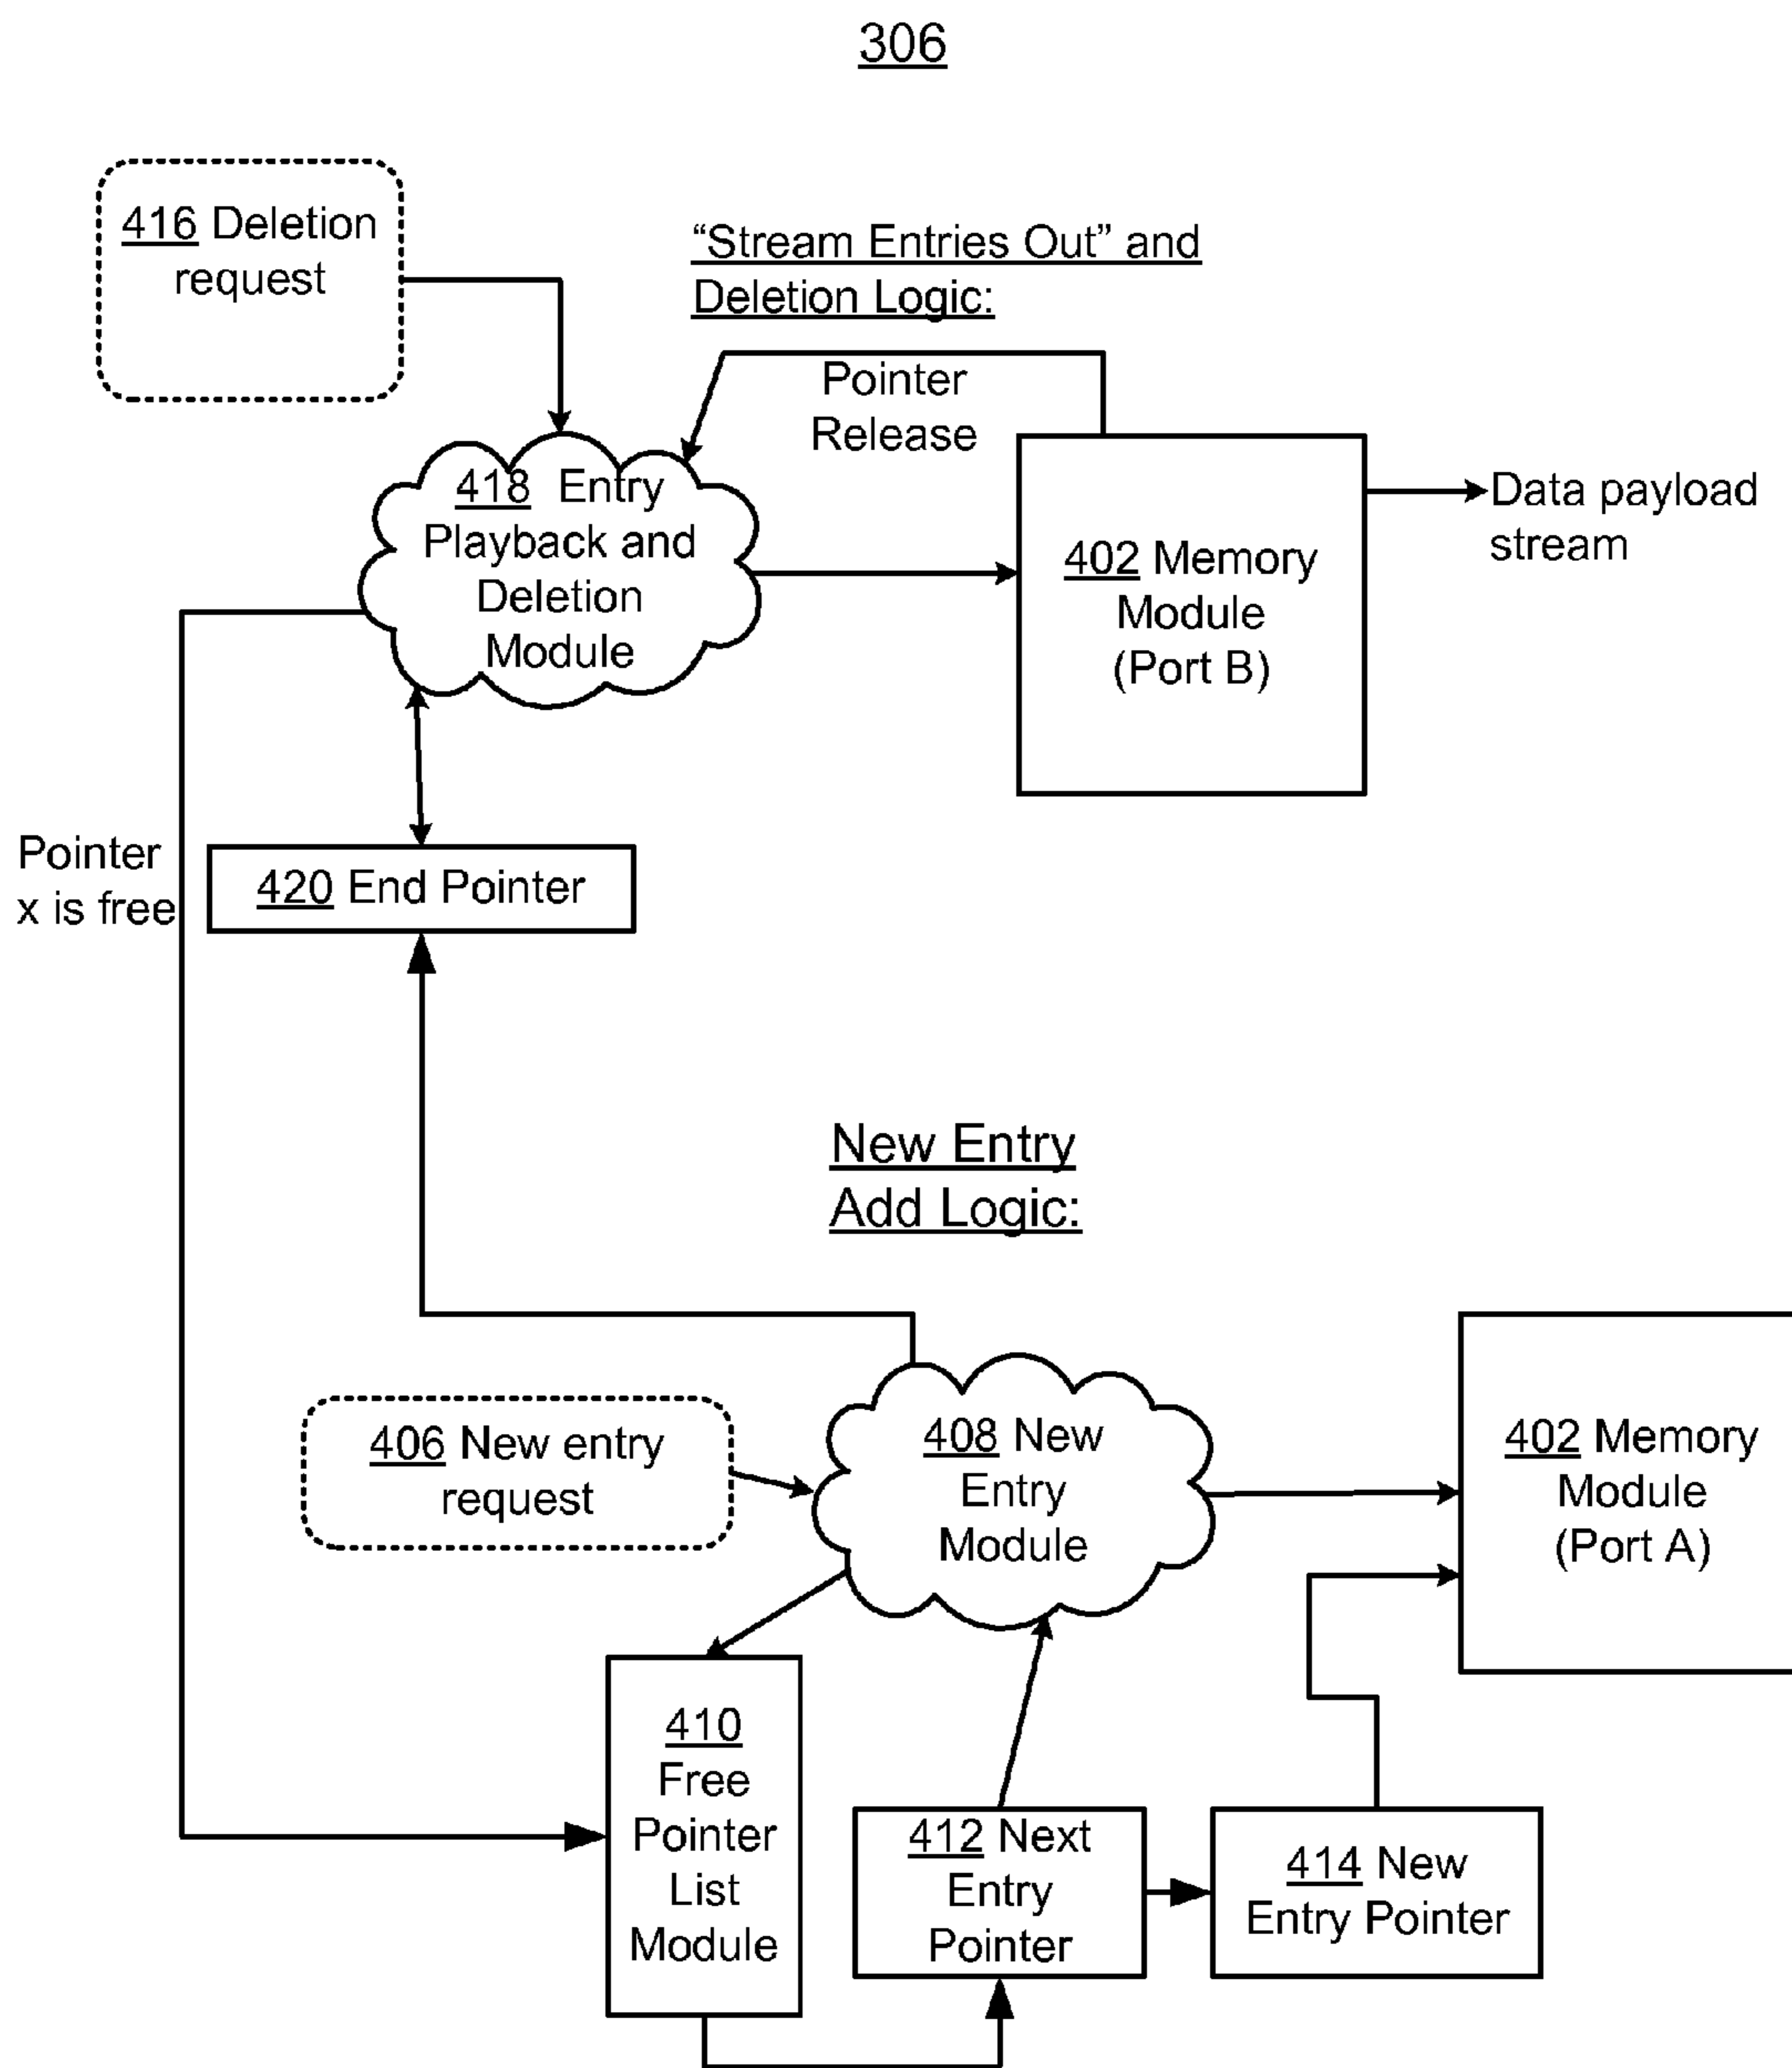 306
416 Deletion
request
“Stream Entries Out” and
Deletion Logic:
Pointer
Release
418 Entry
Playback and
Deletion
Module
402 Memory
Module
(Port B)
Data payload
stream
Pointer
x is free
420 End Pointer
New Entry
Add Logic:
406 New entry
request
408 New
Entry
Module
402 Memory
Module
(Port A)
410
Free
Pointer
List
Module
412 Next
Entry
Pointer
414 New
Entry Pointer